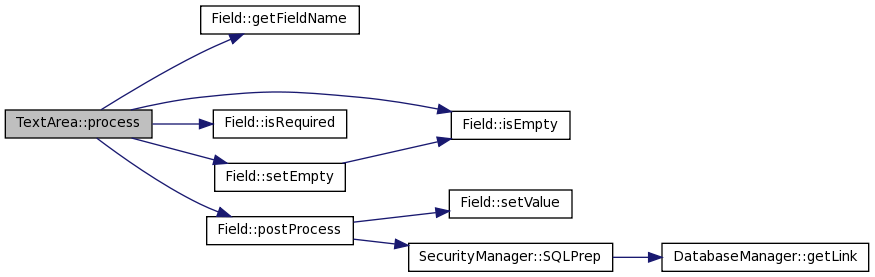 Field::getFieldName
TextArea::process
Field::isRequired
Field::isEmpty
Field::setEmpty
Field::setValue
Field::postProcess
SecurityManager::SQLPrep
DatabaseManager::getLink